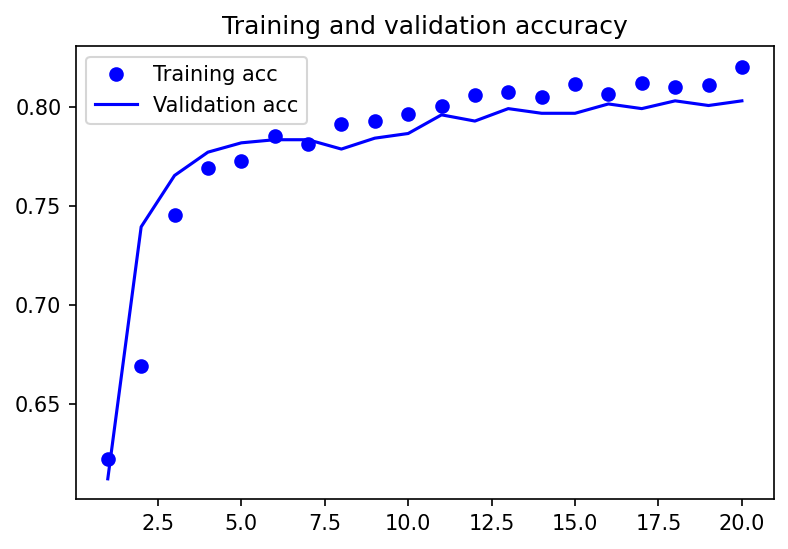 Training and validation accuracy
Training acc
Validation acc
0.80
0.75
0.70
0.65
2.5 5.0 7.5 10.0 12.5 15.0 17.5 20.0